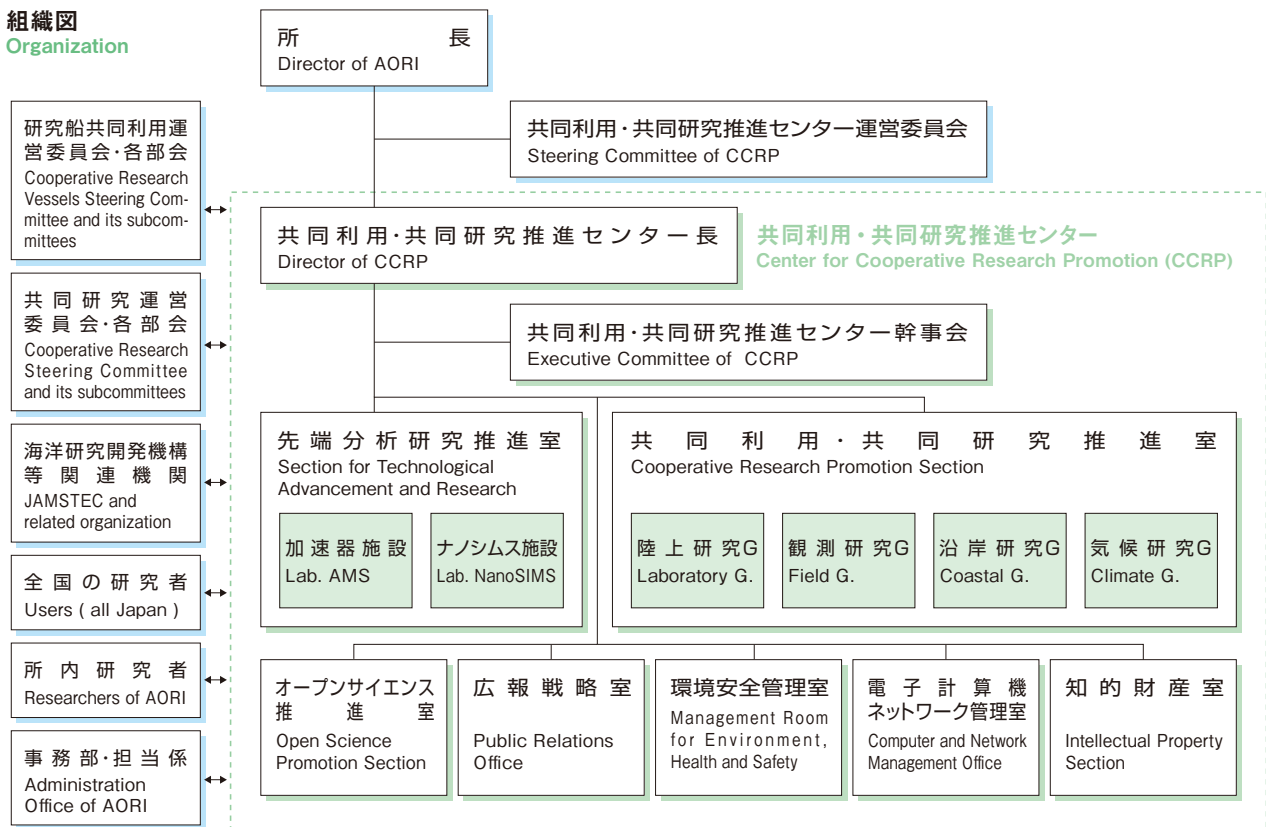 組織図
Organization
所長
Director of AORI
共同利用・共同研究推進センター運営委員会
Steering Committee of CCRP
共同利用・共同研究推進センター長
Director of CCRP
共同利用・共同研究推進センター
Center for Cooperative Research Promotion (CCRP)
共同利用・共同研究推進センター幹事会
Executive Committee of CCRP
研究船共同利用運
営委員会・各部会
Cooperative Research
Vessels Steering Com-
mittee and its subcom-
mittees
共同研究運営
委員会・各部会
Cooperative Research
Steering Committee
and its subcommittees
海洋研究開発機構
等関連機関
JAMSTEC and
related organization
全国の研究者
Users ( all Japan )
所内研究者
Researchers of AORI
事務部・担当係
Administration
Office of AORI
先端分析研究推進室
Section for Technological
Advancement and Research
加速器施設
Lab. AMS
ナノシムス施設
Lab. NanoSIMS
共同利用・共同研究推進室
Cooperative Research Promotion Section
陸上研究G
Laboratory G.
観測研究G
Field G.
沿岸研究G
Coastal G.
気候研究G
Climate G.
オープンサイエンス
推進室
Open Science
Promotion Section
広報戦略室
Public Relations
Office
環境安全管理室
Management Room
for Environment,
Health and Safety
電子計算機
ネットワーク管理室
Computer and Network
Management Office
知的財産室
Intellectual Property
Section